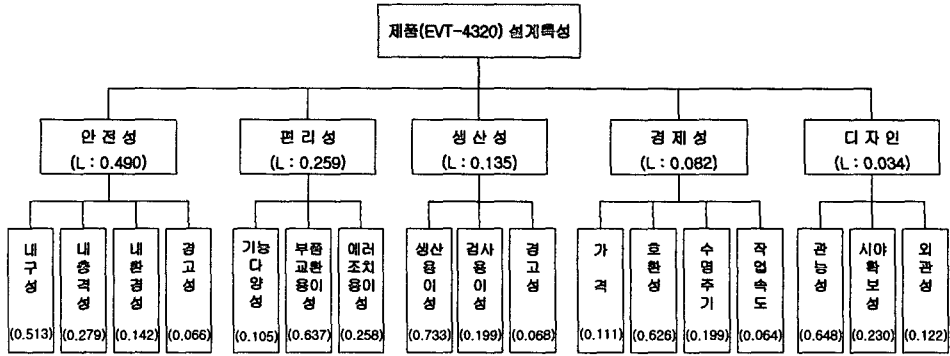 제품(EVT-4320) 설계특성
안 전 성
(L : 0.490)
편 리 성
(L : 0.259)
생 산 성
(L : 0.135)
경 제 성
(L : 0.082)
디 자 인
(L : 0.034)
내구성
(0.513)
내충격성
(0.279)
내환경성
(0.142)
경고성
(0.066)
기능다양성
(0.105)
부품교환용이성
(0.637)
에러조치용이성
(0.258)
생산용이성
(0.733)
검사용이성
(0.199)
경고성
(0.068)
가 격
(0.111)
호환성
(0.626)
수명주기
(0.199)
작업속도
(0.064)
관능성
(0.648)
시야확보성
(0.230)
외관성
(0.122)